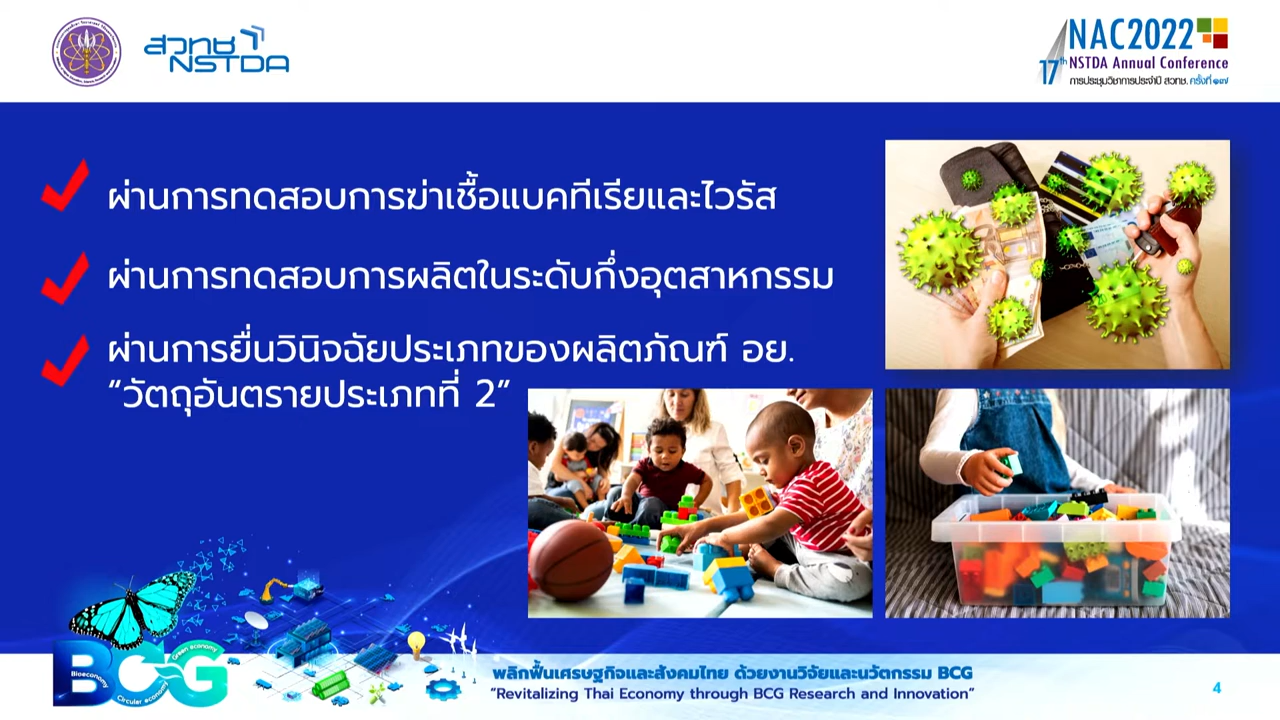 สวทช
NSTDA
NAC2022
17th NSTDA Annual Conference
การประชุมวิชาการประจำปี สวทช. ครั้งที่ ๑๗
ผ่านการทดสอบการฆ่าเชื้อแบคทีเรียและไวรัส
ผ่านการทดสอบการผลิตในระดับกึ่งอุตสาหกรรม
ผ่านการยื่นวินิจฉัยประเภทของผลิตภัณฑ์ อย.
“วัตถุอันตรายประเภทที่ 2”
BCG
Bioeconomy
Circular economy
Green economy
พลิกฟื้นเศรษฐกิจและสังคมไทย ด้วยงานวิจัยและนวัตกรรม BCG
“Revitalizing Thai Economy through BCG Research and Innovation”
4